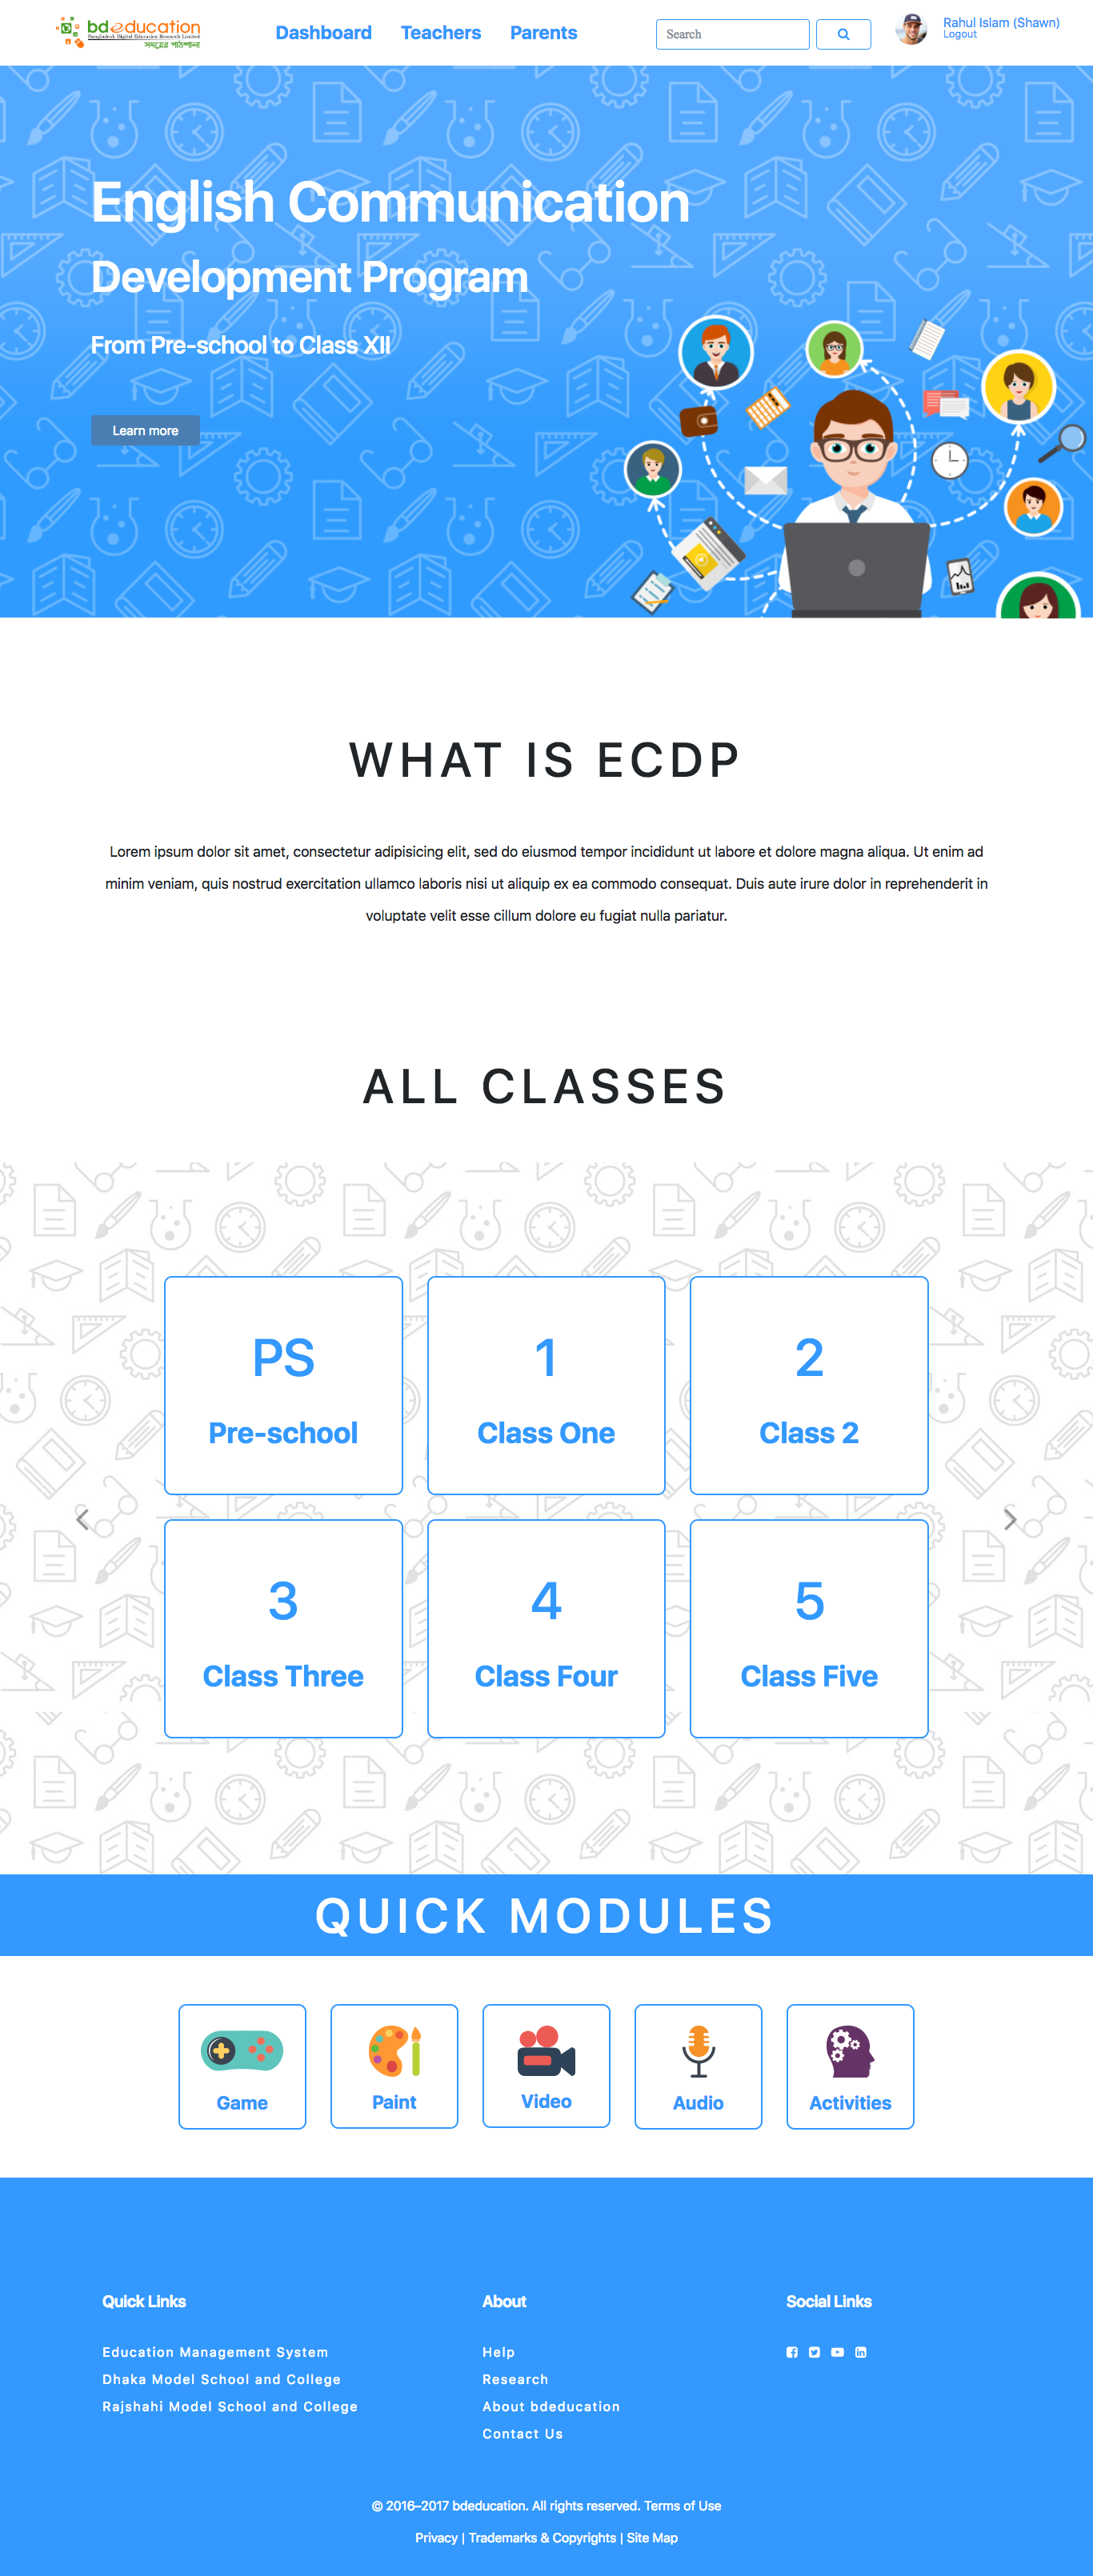 bdeducation
Bangladesh Digital Education Research Limited
সময়ের পাঠশালা
Dashboard
Teachers
Parents
Search
Rahul Islam (Shawn)
Logout
English Communication
Development Program
From Pre-school to Class XII
Learn more
WHAT IS ECDP
Lorem ipsum dolor sit amet, consectetur adipisicing elit, sed do eiusmod tempor incididunt ut labore et dolore magna aliqua. Ut enim ad
minim veniam, quis nostrud exercitation ullamco laboris nisi ut aliquip ex ea commodo consequat. Duis aute irure dolor in reprehenderit in
voluptate velit esse cillum dolore eu fugiat nulla pariatur.
ALL CLASSES
PS
Pre-school
1
Class One
2
Class 2
3
Class Three
4
Class Four
5
Class Five
QUICK MODULES
Game
Paint
Video
Audio
Activities
Quick Links
Education Management System
Dhaka Model School and College
Rajshahi Model School and College
About
Help
Research
About bdeducation
Contact Us
Social Links
© 2016–2017 bdeducation. All rights reserved. Terms of Use
Privacy | Trademarks & Copyrights | Site Map